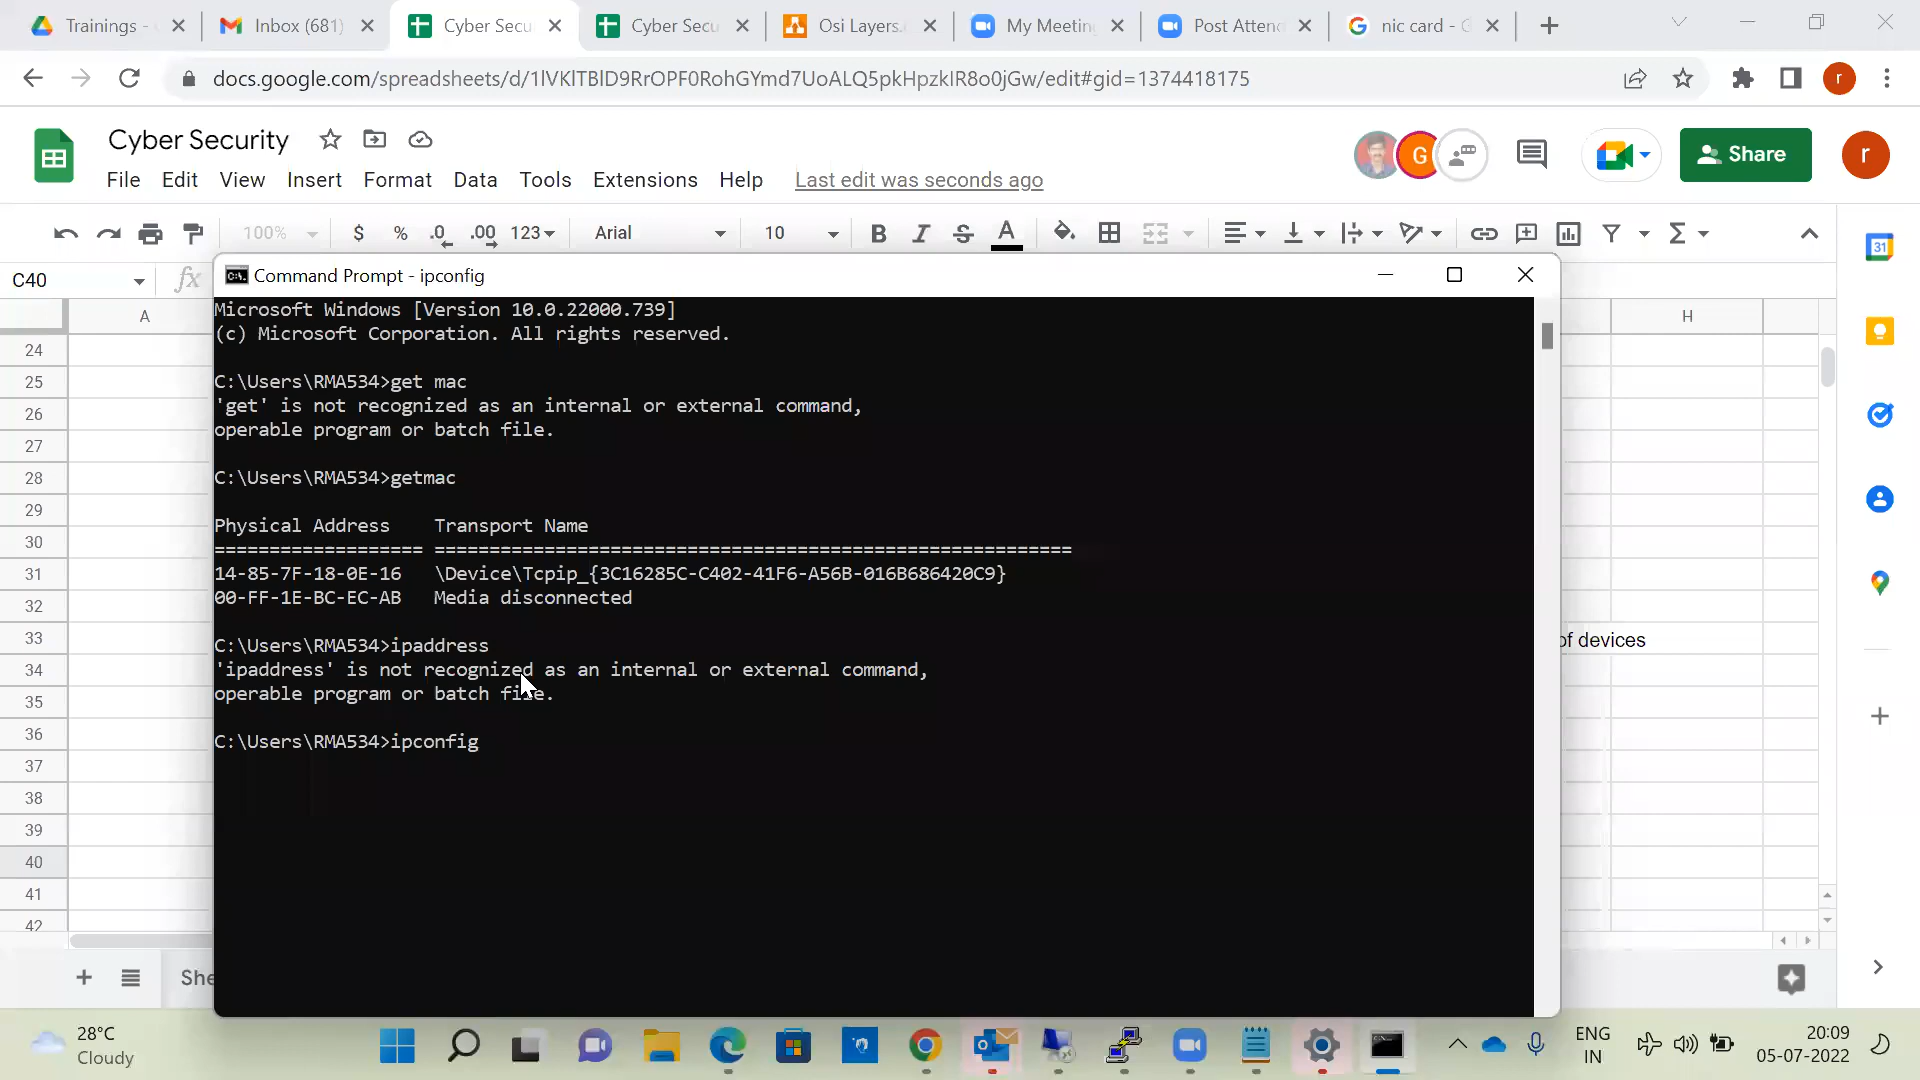 Trainings -
Inbox (681)
Cyber Secu
Cyber Secu
Osi Layers.
My Meeting
Post Attend
nic card - G
docs.google.com/spreadsheets/d/1lVKlTBlD9RrOPF0RohGYmd7UoALQ5pkHpzkIR8o0jGw/edit#gid=1374418175
r
Cyber Security
G
Share
r
File Edit View Insert Format Data Tools Extensions Help Last edit was seconds ago
100% $ % .0 .00 123 Arial 10 B I S A
31
C40 fx
Command Prompt - ipconfig
A
H
Microsoft Windows [Version 10.0.22000.739]
(c) Microsoft Corporation. All rights reserved.
C:\Users\RMA534>get mac
'get' is not recognized as an internal or external command,
operable program or batch file.
C:\Users\RMA534>getmac
Physical Address    Transport Name
=================== ==========================================================
14-85-7F-18-0E-16   \Device\Tcpip_{3C16285C-C402-41F6-A56B-016B686420C9}
00-FF-1E-BC-EC-AB   Media disconnected
C:\Users\RMA534>ipaddress
'ipaddress' is not recognized as an internal or external command,
operable program or batch file.
C:\Users\RMA534>ipconfig
24
25
26
27
28
29
30
31
32
33
34
35
36
37
38
39
40
41
42
of devices
She
28°C
Cloudy
ENG
IN
20:09
05-07-2022